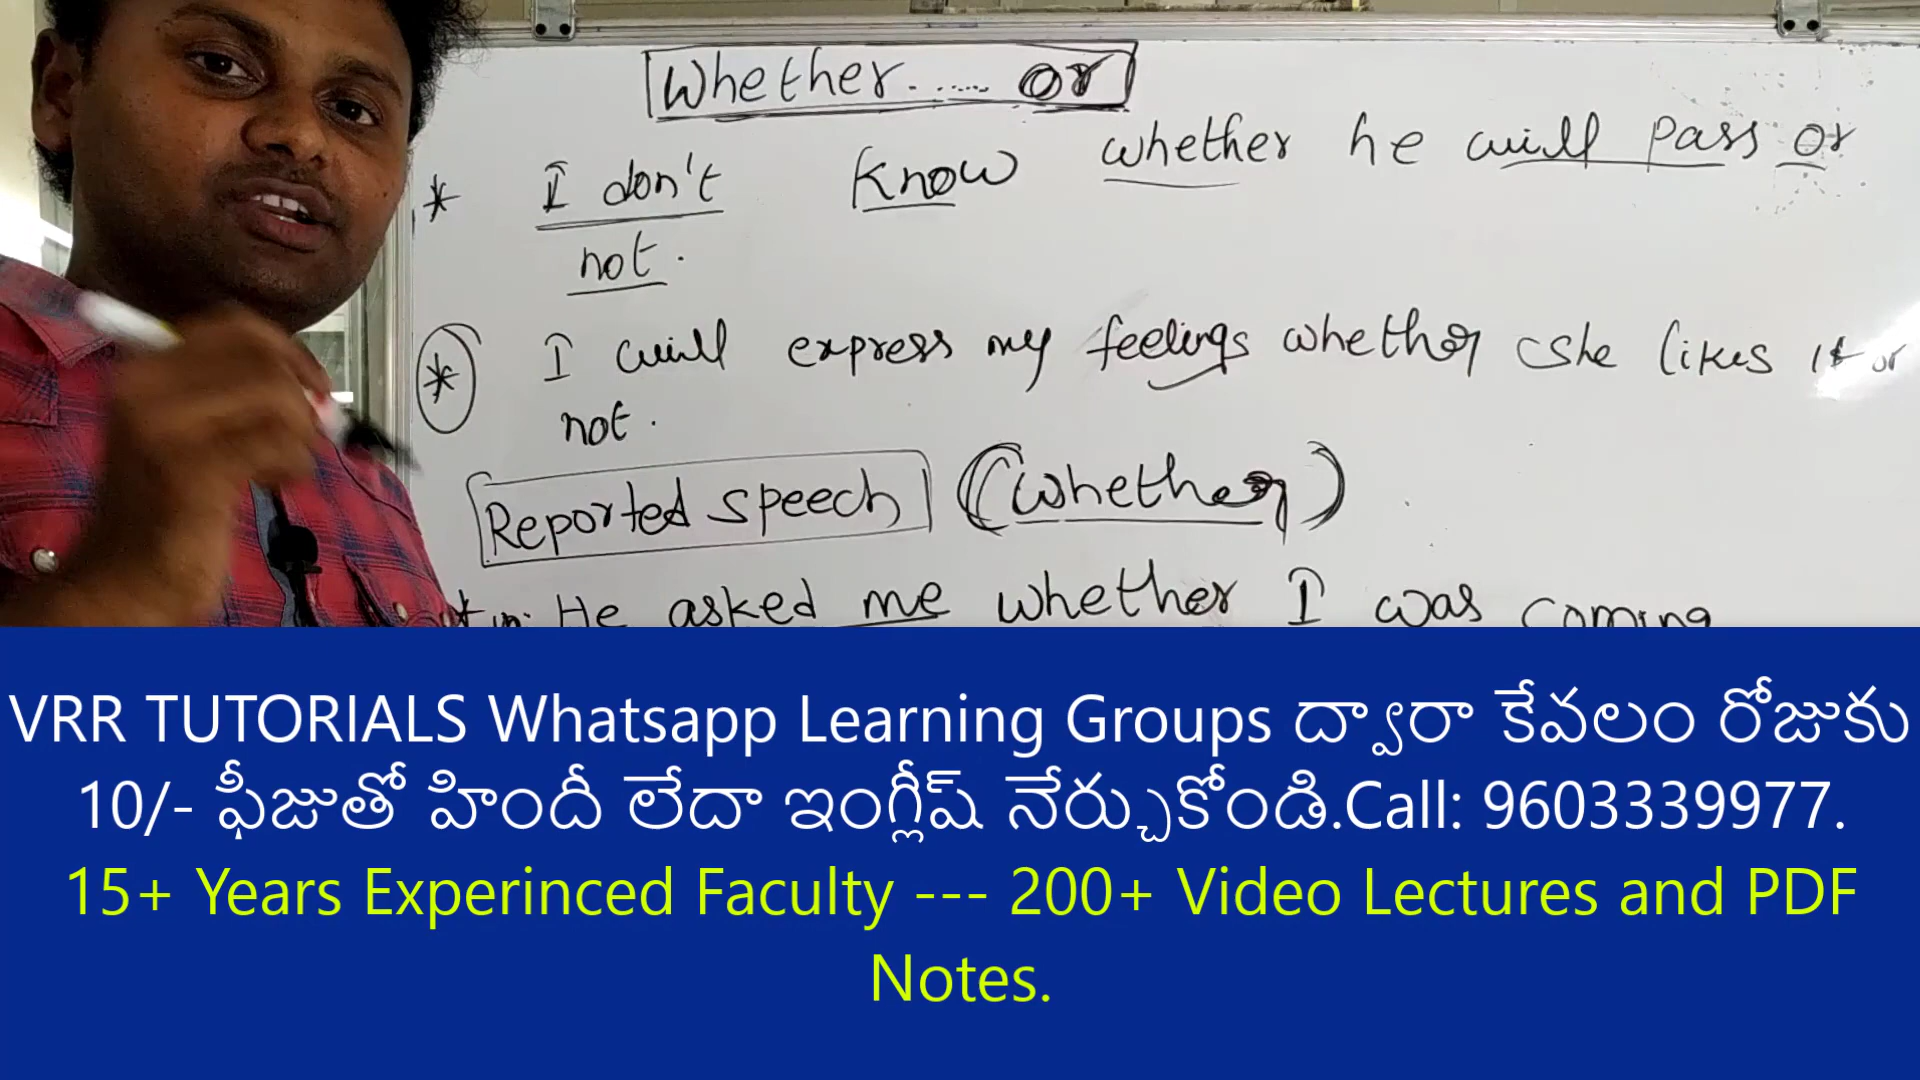 Whether...... or
* I don't know whether he will pass or
not.
* I will express my feelings whether she likes it or
not.
Reported speech (whether)
He asked me whether I was coming
VRR TUTORIALS Whatsapp Learning Groups ద్వారా కేవలం రోజుకు
10/- ఫీజుతో హిందీ లేదా ఇంగ్లీష్ నేర్చుకోండి.Call: 9603339977.
15+ Years Experinced Faculty --- 200+ Video Lectures and PDF
Notes.